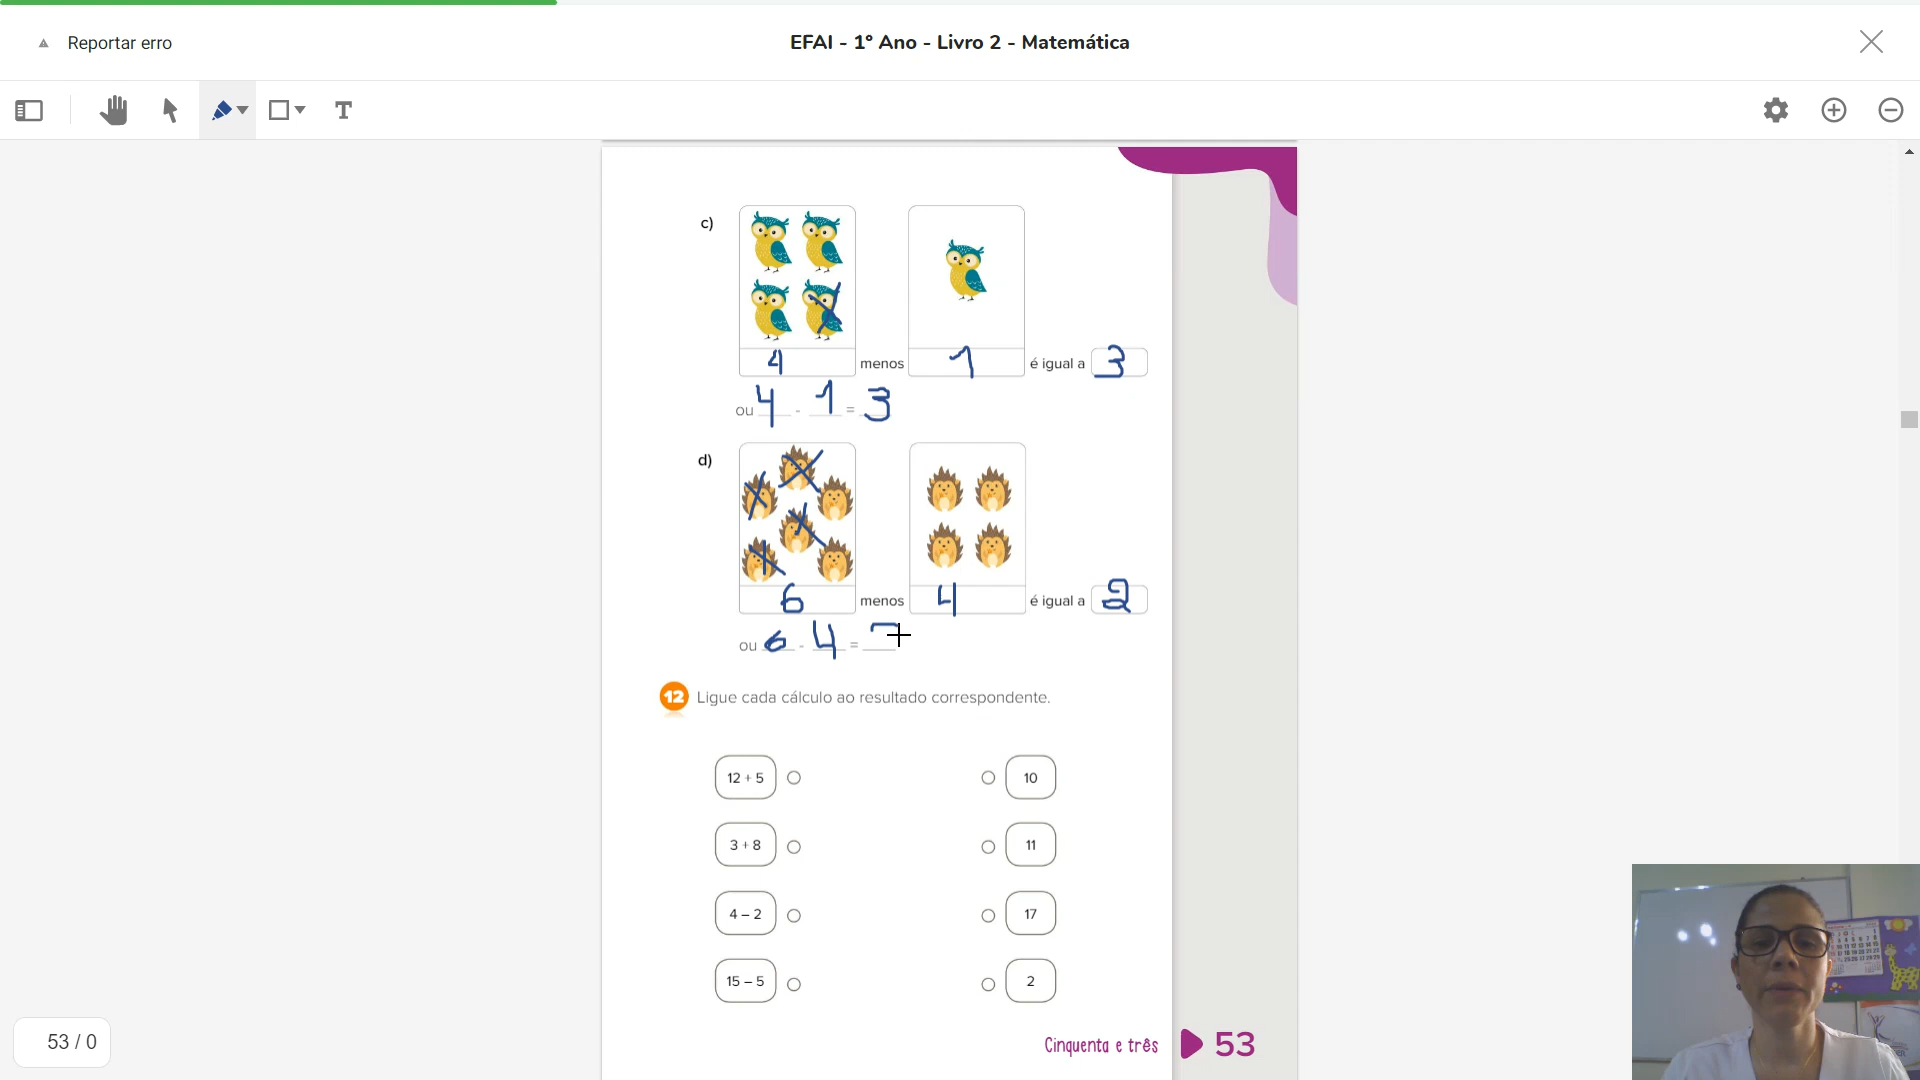 Reportar erro
EFAI - 1º Ano - Livro 2 - Matemática
T
c)
4 menos 1 é igual a 3
ou 4 - 1 = 3
d)
6 menos 4 é igual a 2
ou 6 - 4 =
12 Ligue cada cálculo ao resultado correspondente.
12 + 5 10
3 + 8 11
4 – 2 17
15 – 5 2
53 / 0
Cinquenta e três 53